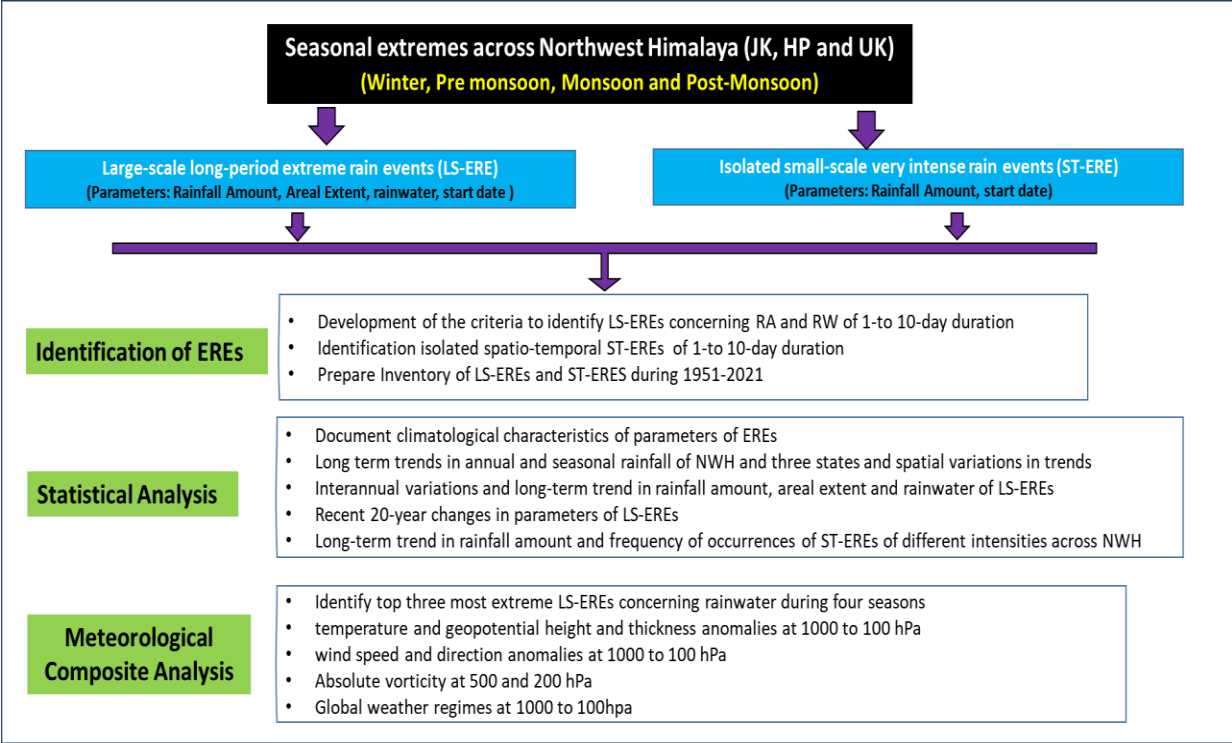 Seasonal extremes across Northwest Himalaya (JK, HP and UK)
(Winter, Pre monsoon, Monsoon and Post-Monsoon)
Large-scale long-period extreme rain events (LS-ERE)
(Parameters: Rainfall Amount, Areal Extent, rainwater, start date )
Isolated small-scale very intense rain events (ST-ERE)
(Parameters: Rainfall Amount, start date)
Identification of EREs
• Development of the criteria to identify LS-EREs concerning RA and RW of 1-to 10-day duration
• Identification isolated spatio-temporal ST-EREs of 1-to 10-day duration
• Prepare Inventory of LS-EREs and ST-ERES during 1951-2021
Statistical Analysis
• Document climatological characteristics of parameters of EREs
• Long term trends in annual and seasonal rainfall of NWH and three states and spatial variations in trends
• Interannual variations and long-term trend in rainfall amount, areal extent and rainwater of LS-EREs
• Recent 20-year changes in parameters of LS-EREs
• Long-term trend in rainfall amount and frequency of occurrences of ST-EREs of different intensities across NWH
Meteorological
Composite Analysis
• Identify top three most extreme LS-EREs concerning rainwater during four seasons
• temperature and geopotential height and thickness anomalies at 1000 to 100 hPa
• wind speed and direction anomalies at 1000 to 100 hPa
• Absolute vorticity at 500 and 200 hPa
• Global weather regimes at 1000 to 100hpa